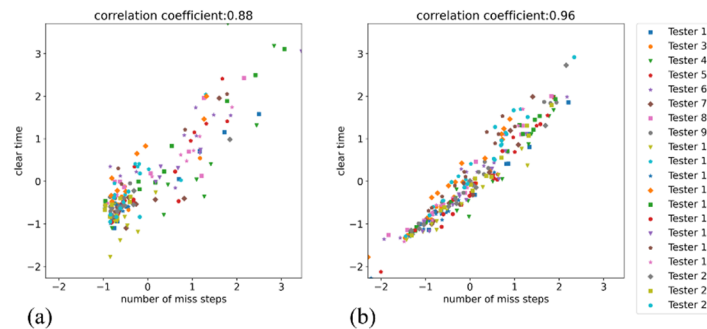 correlation coefficient:0.88
3
2
1
0
−1
−2
clear time
−2
−1
0
1
2
3
number of miss steps
(a)
correlation coefficient:0.96
3
2
1
0
−1
−2
clear time
−2
−1
0
1
2
3
number of miss steps
(b)
Tester 1
Tester 3
Tester 4
Tester 5
Tester 6
Tester 7
Tester 8
Tester 9
Tester 1
Tester 1
Tester 1
Tester 1
Tester 1
Tester 1
Tester 1
Tester 1
Tester 1
Tester 2
Tester 2
Tester 2